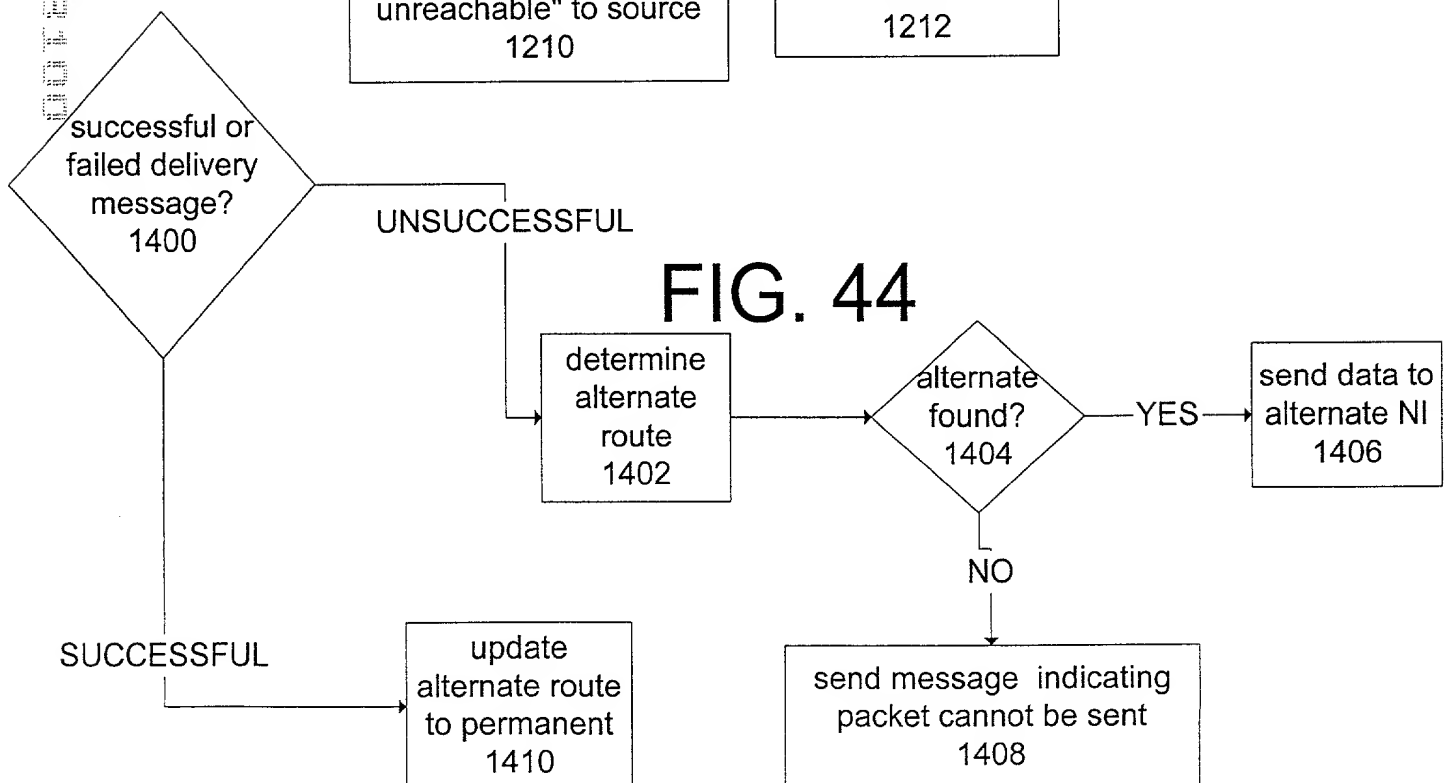 unreachable" to source
1210
1212
successful or
failed delivery
message?
1400
UNSUCCESSFUL
FIG. 44
determine
alternate
route
1402
alternate
found?
1404
YES
send data to
alternate NI
1406
NO
SUCCESSFUL
update
alternate route
to permanent
1410
send message indicating
packet cannot be sent
1408